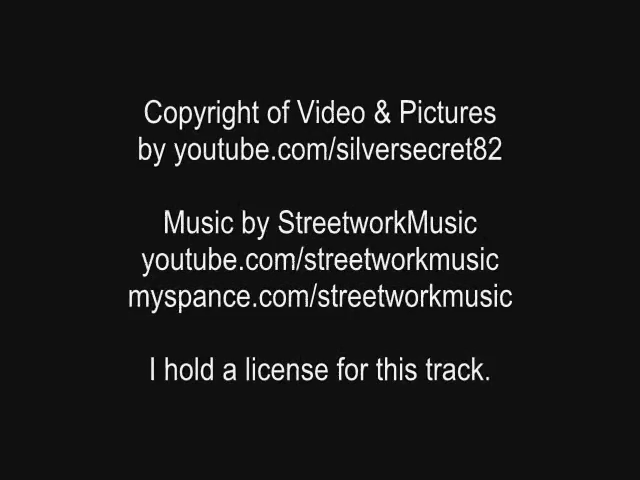 Copyright of Video & Pictures
by youtube.com/silversecret82
Music by StreetworkMusic
youtube.com/streetworkmusic
myspance.com/streetworkmusic
I hold a license for this track.